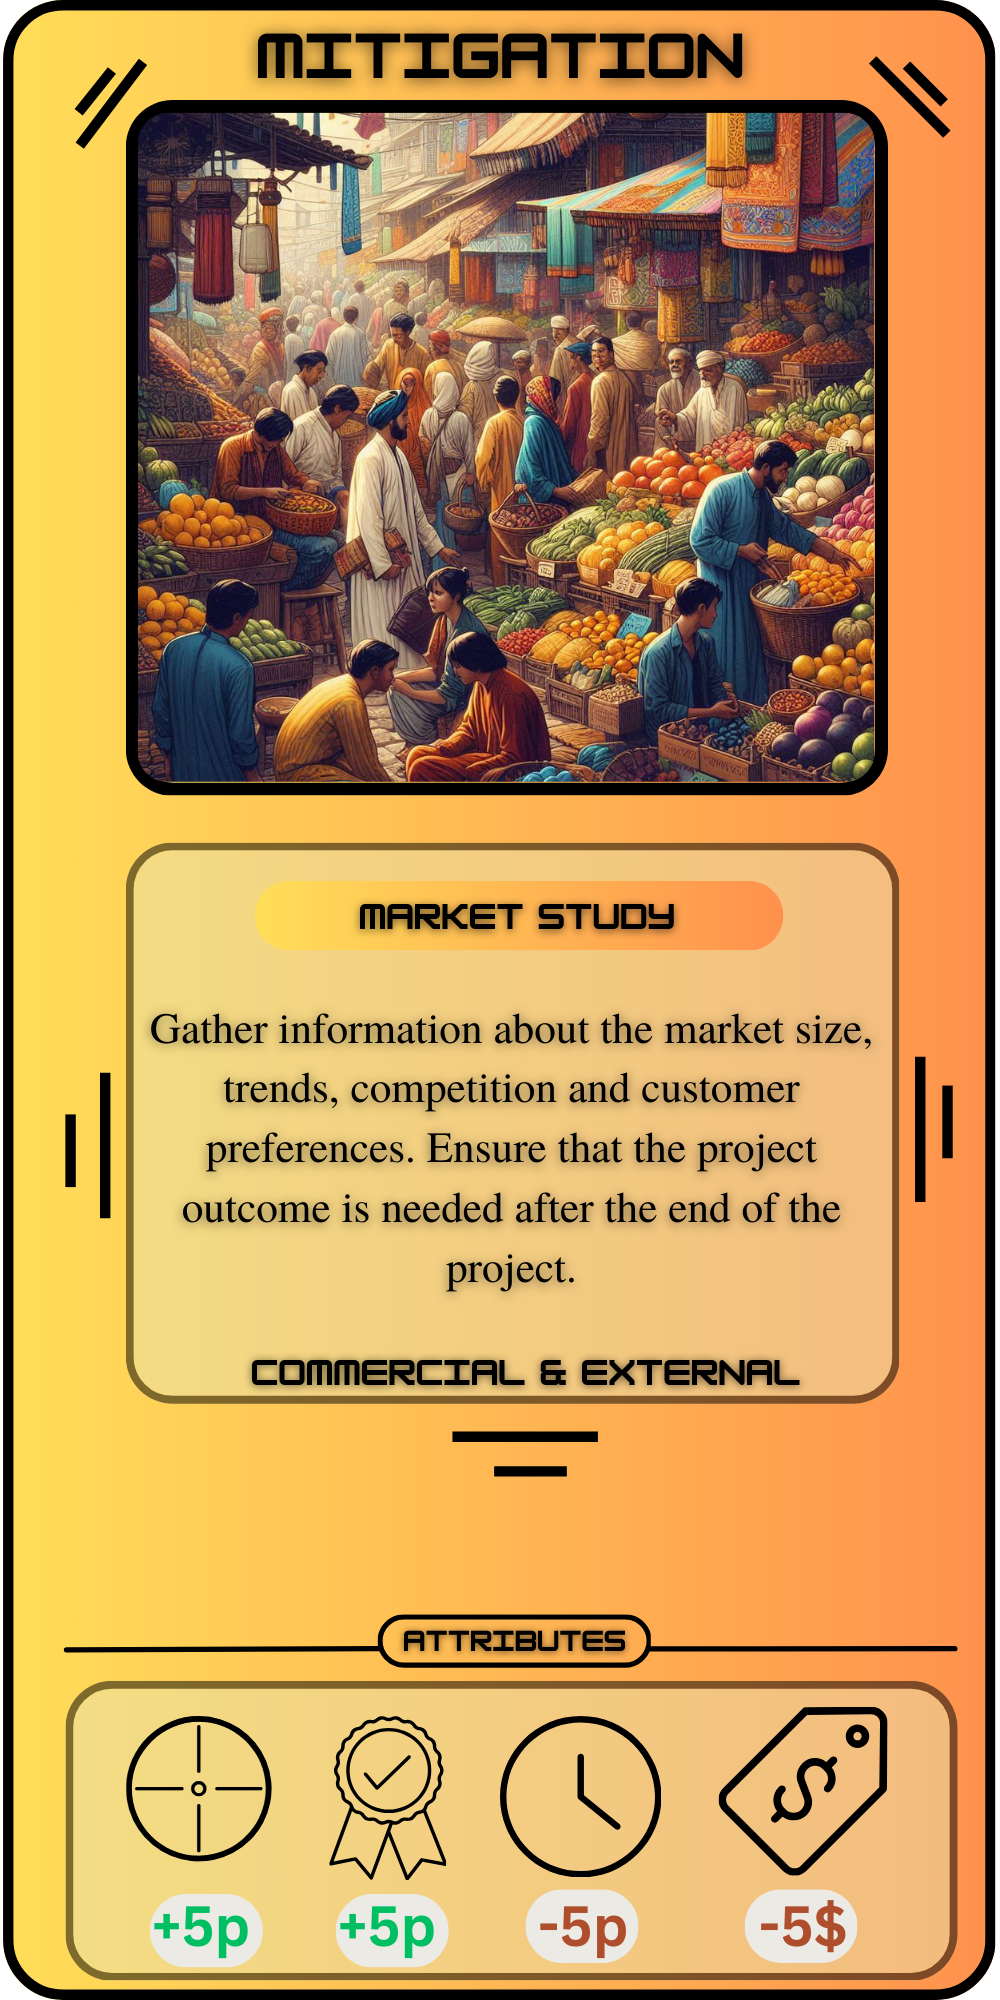 MITIGATION
MARKET STUDY
Gather information about the market size,
trends, competition and customer
preferences. Ensure that the project
outcome is needed after the end of the
project.
COMMERCIAL & EXTERNAL
ATTRIBUTES
+5p +5p -5p -5$